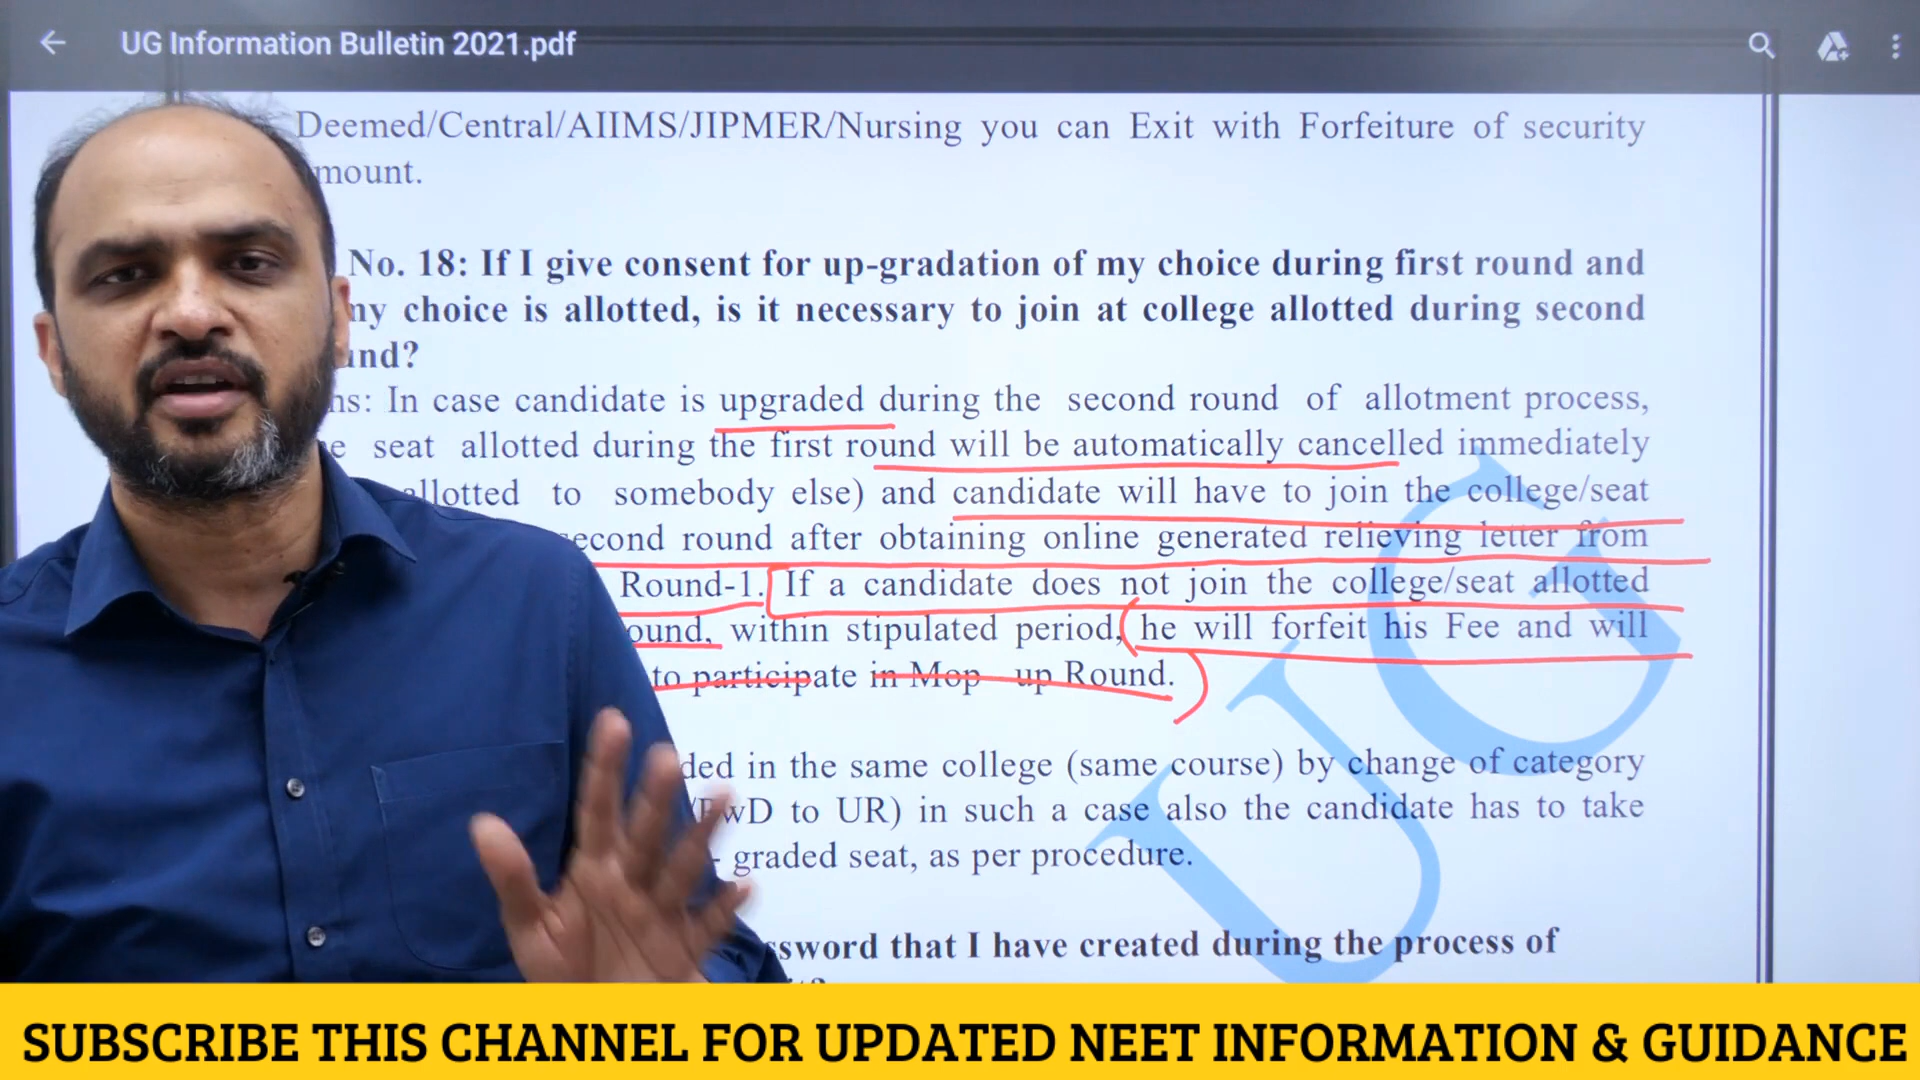 UG Information Bulletin 2021.pdf
Deemed/Central/AIIMS/JIPMER/Nursing you can Exit with Forfeiture of security
mount.
No. 18: If I give consent for up-gradation of my choice during first round and
my choice is allotted, is it necessary to join at college allotted during second
und?
ns: In case candidate is upgraded during the second round of allotment process,
e seat allotted during the first round will be automatically cancelled immediately
allotted to somebody else) and candidate will have to join the college/seat
econd round after obtaining online generated relieving letter from
Round-1. If a candidate does not join the college/seat allotted
ound, within stipulated period, he will forfeit his Fee and will
to participate in Mop up Round.
ded in the same college (same course) by change of category
/PwD to UR) in such a case also the candidate has to take
- graded seat, as per procedure.
ssword that I have created during the process of
UG
SUBSCRIBE THIS CHANNEL FOR UPDATED NEET INFORMATION & GUIDANCE